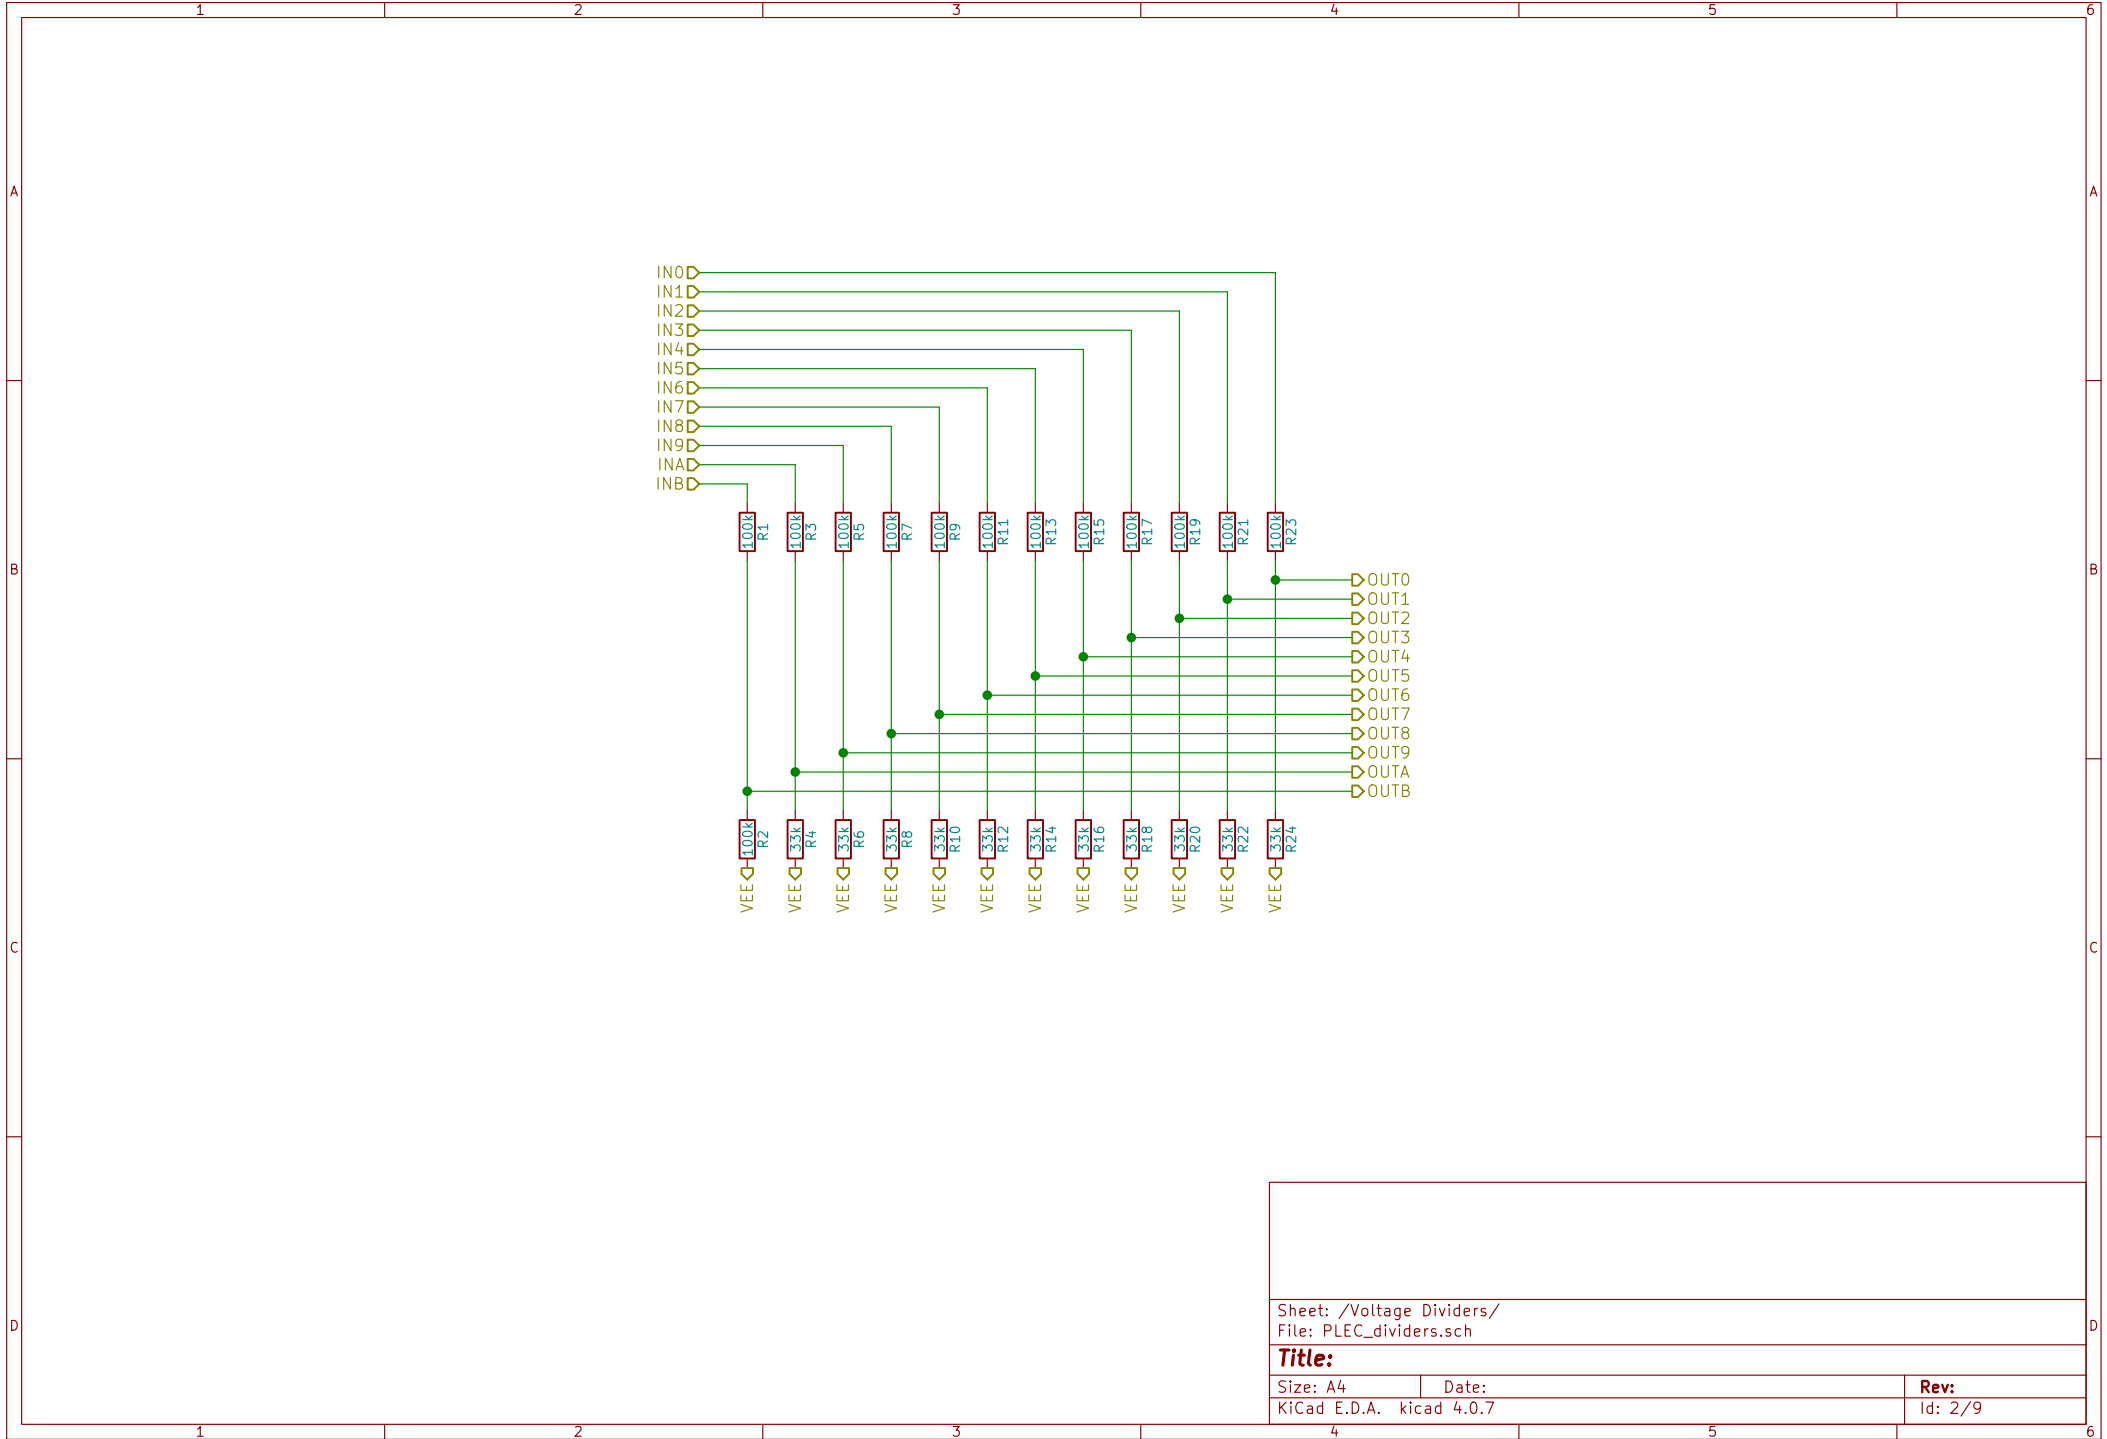 1 2 3 4 5 6
A A
IN0
IN1
IN2
IN3
IN4
IN5
IN6
IN7
IN8
IN9
INA
INB
100k R1 100k R3 100k R5 100k R7 100k R9 100k R11 100k R13 100k R15 100k R17 100k R19 100k R21 100k R23
B B
OUT0
OUT1
OUT2
OUT3
OUT4
OUT5
OUT6
OUT7
OUT8
OUT9
OUTA
OUTB
100k R2 33k R4 33k R6 33k R8 33k R10 33k R12 33k R14 33k R16 33k R18 33k R20 33k R22 33k R24
VEE VEE VEE VEE VEE VEE VEE VEE VEE VEE VEE VEE
C C
Sheet: /Voltage Dividers/
D D
File: PLEC_dividers.sch
Title:
Size: A4 Date: Rev:
KiCad E.D.A. kicad 4.0.7 Id: 2/9
1 2 3 4 5 6